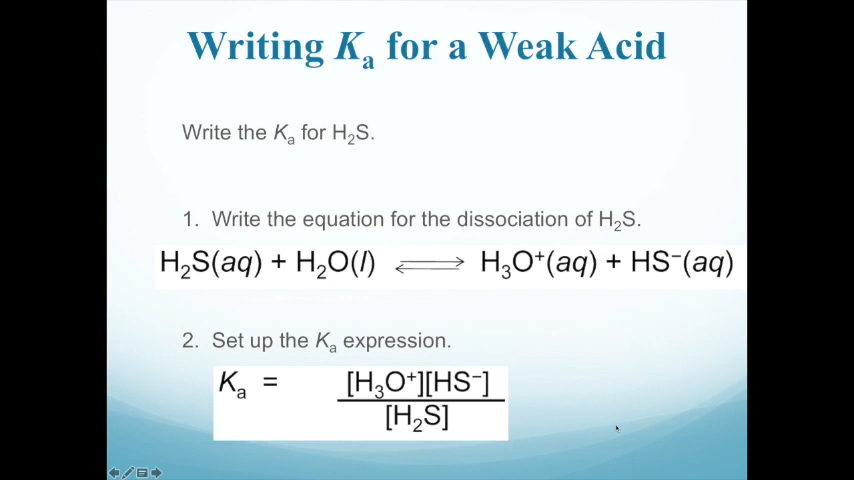 Writing Kₐ for a Weak Acid
Write the Kₐ for H₂S.
1. Write the equation for the dissociation of H₂S.
H₂S(aq) + H₂O(l) ⇌ H₃O⁺(aq) + HS⁻(aq)
2. Set up the Kₐ expression.
Kₐ = [H₃O⁺][HS⁻]
[H₂S]